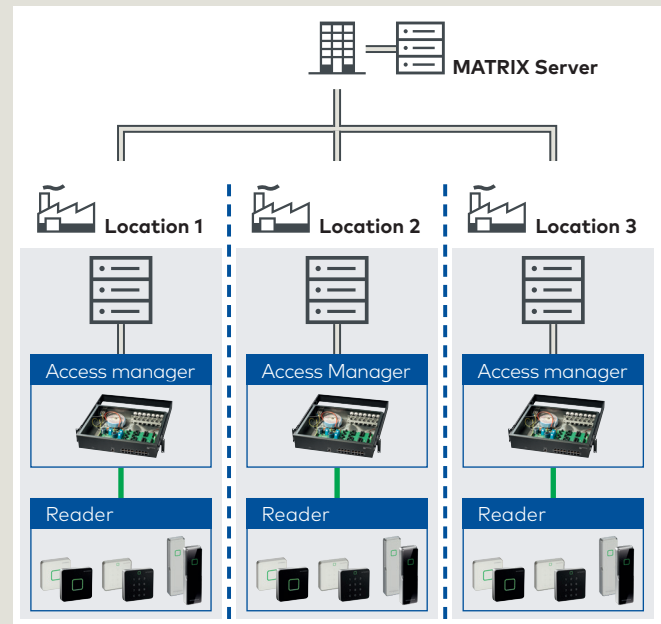 MATRIX Server
Location 1
Location 2
Location 3
Access manager
Access Manager
Access manager
Reader
Reader
Reader